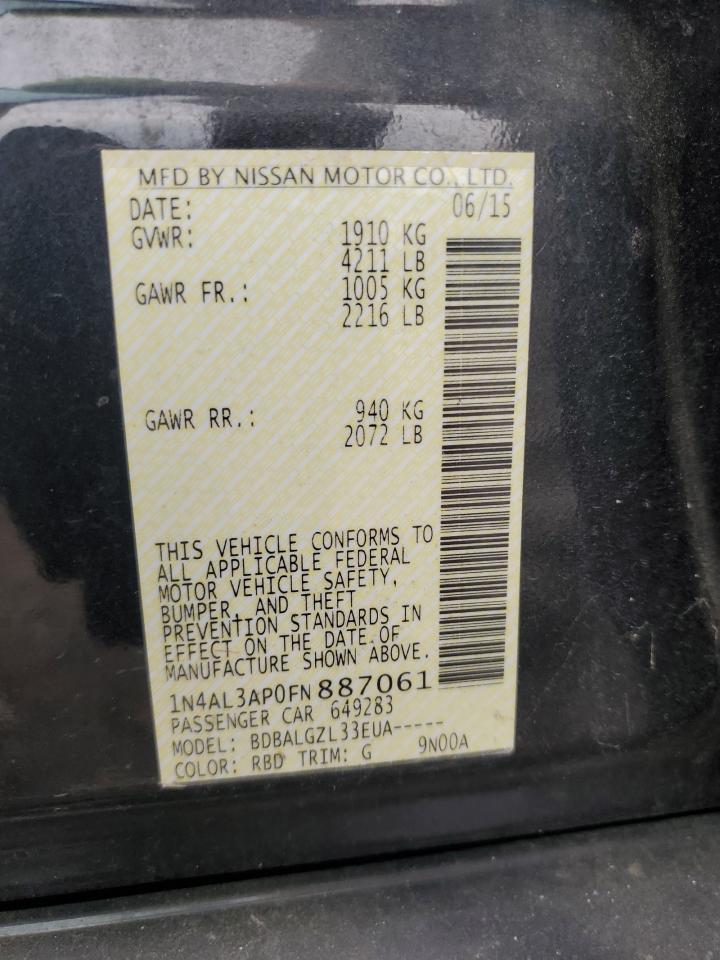 MFD BY NISSAN MOTOR CO., LTD.
DATE: 06/15
GVWR: 1910 KG
4211 LB
GAWR FR.: 1005 KG
2216 LB
GAWR RR.: 940 KG
2072 LB
THIS VEHICLE CONFORMS TO
ALL APPLICABLE FEDERAL
MOTOR VEHICLE SAFETY,
BUMPER, AND THEFT
PREVENTION STANDARDS IN
EFFECT ON THE DATE OF
MANUFACTURE SHOWN ABOVE.
1N4AL3AP0FN887061
PASSENGER CAR 649283
MODEL: BDBALGZL33EUA-----
COLOR: RBD TRIM: G 9N00A